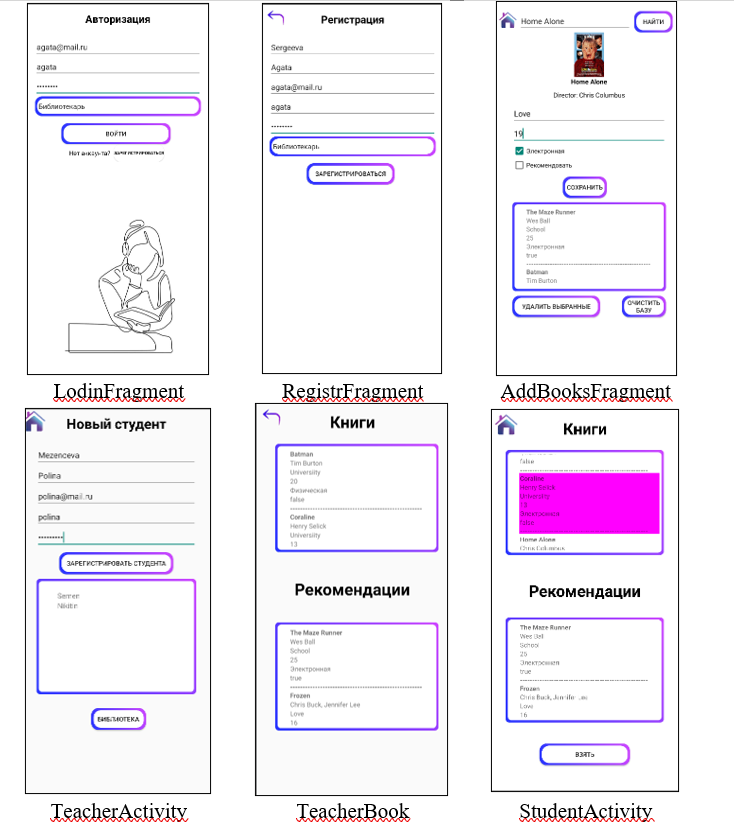 Авторизация
agata@mail.ru
agata
••••••••
Библиотекарь
ВОЙТИ
Нет аккаунта? ЗАРЕГИСТРИРОВАТЬСЯ
LodinFragment
Регистрация
Sergeeva
Agata
agata@mail.ru
agata
••••••••
Библиотекарь
ЗАРЕГИСТРИРОВАТЬСЯ
RegistrFragment
Home Alone
НАЙТИ
Home Alone
Director: Chris Columbus
Love
19
Электронная
Рекомендовать
СОХРАНИТЬ
The Maze Runner
Wes Ball
School
25
Электронная
true
Batman
Tim Burton
УДАЛИТЬ ВЫБРАННЫЕ
ОЧИСТИТЬ
БАЗУ
AddBooksFragment
Новый студент
Mezenceva
Polina
polina@mail.ru
polina
•••••••••
ЗАРЕГИСТРИРОВАТЬ СТУДЕНТА
Semen
Nikitin
БИБЛИОТЕКА
TeacherActivity
Книги
Batman
Tim Burton
University
20
Физическая
false
Coraline
Henry Selick
University
13
Рекомендации
The Maze Runner
Wes Ball
School
25
Электронная
true
Frozen
Chris Buck, Jennifer Lee
Love
16
TeacherBook
Книги
false
Coraline
Henry Selick
University
13
Электронная
false
Home Alone
Chris Columbus
Рекомендации
The Maze Runner
Wes Ball
School
25
Электронная
true
Frozen
Chris Buck, Jennifer Lee
Love
16
ВЗЯТЬ
StudentActivity